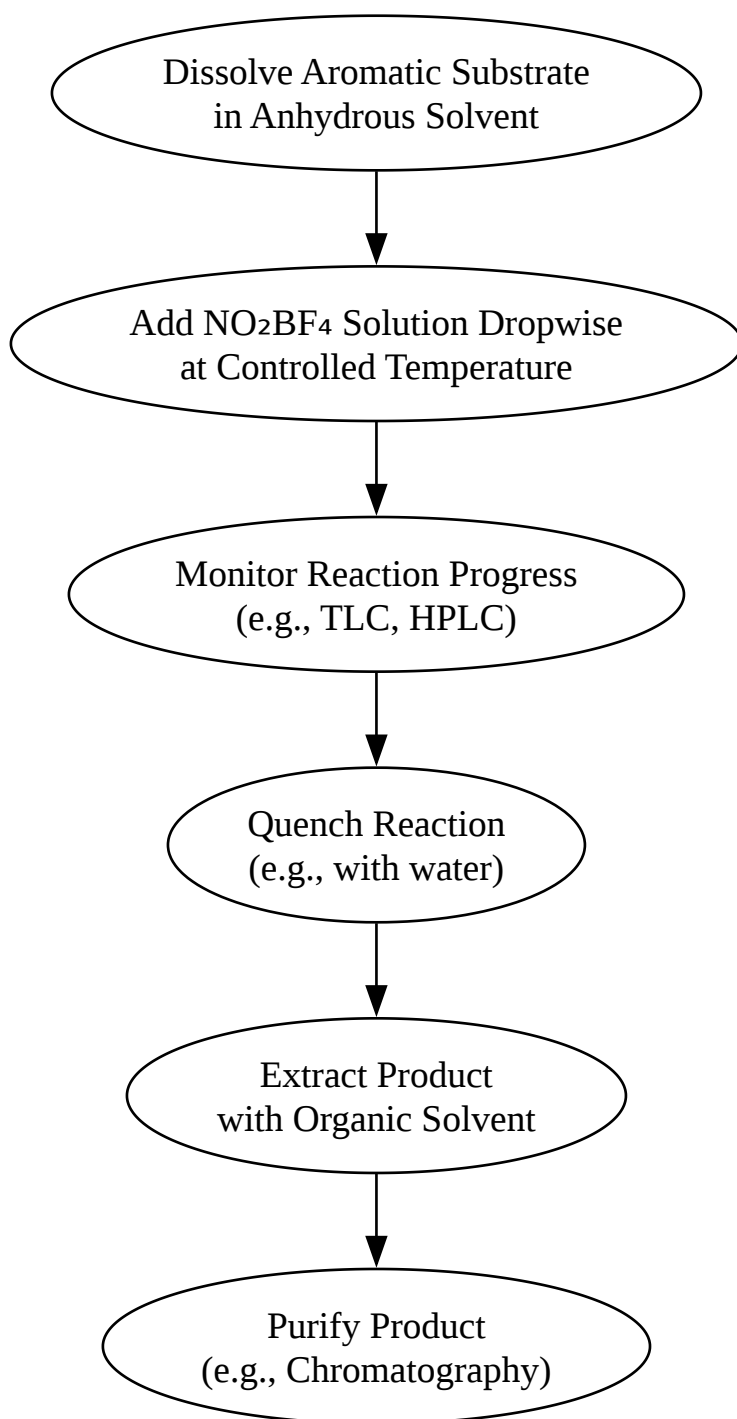 Dissolve Aromatic Substrate
in Anhydrous Solvent
Add NO₂BF₄ Solution Dropwise
at Controlled Temperature
Monitor Reaction Progress
(e.g., TLC, HPLC)
Quench Reaction
(e.g., with water)
Extract Product
with Organic Solvent
Purify Product
(e.g., Chromatography)